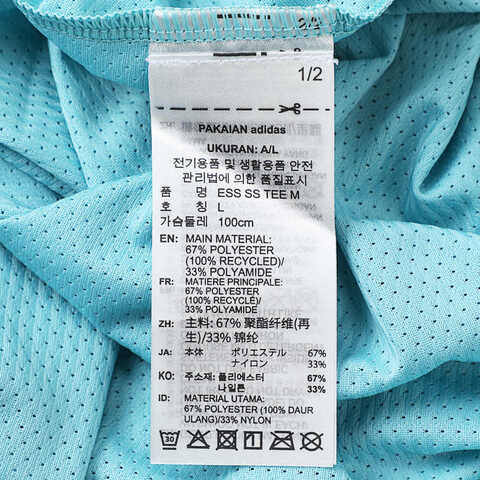 1/2
PAKAIAN adidas
UKURAN: A/L
전기용품 및 생활용품 안전
관리법에 의한 품질표시
품 명 ESS SS TEE M
호 칭 L
가슴둘레 100cm
EN: MAIN MATERIAL:
67% POLYESTER
(100% RECYCLED)/
33% POLYAMIDE
FR: MATIERE PRINCIPALE:
67% POLYESTER
(100% RECYCLÉ)/
33% POLYAMIDE
ZH: 主料: 67% 聚酯纤维(再
生)/33% 锦纶
JA: 本体 ポリエステル 67%
ナイロン 33%
KO: 주소재: 폴리에스터 67%
나일론 33%
ID: MATERIAL UTAMA:
67% POLYESTER (100% DAUR
ULANG)/33% NYLON
30